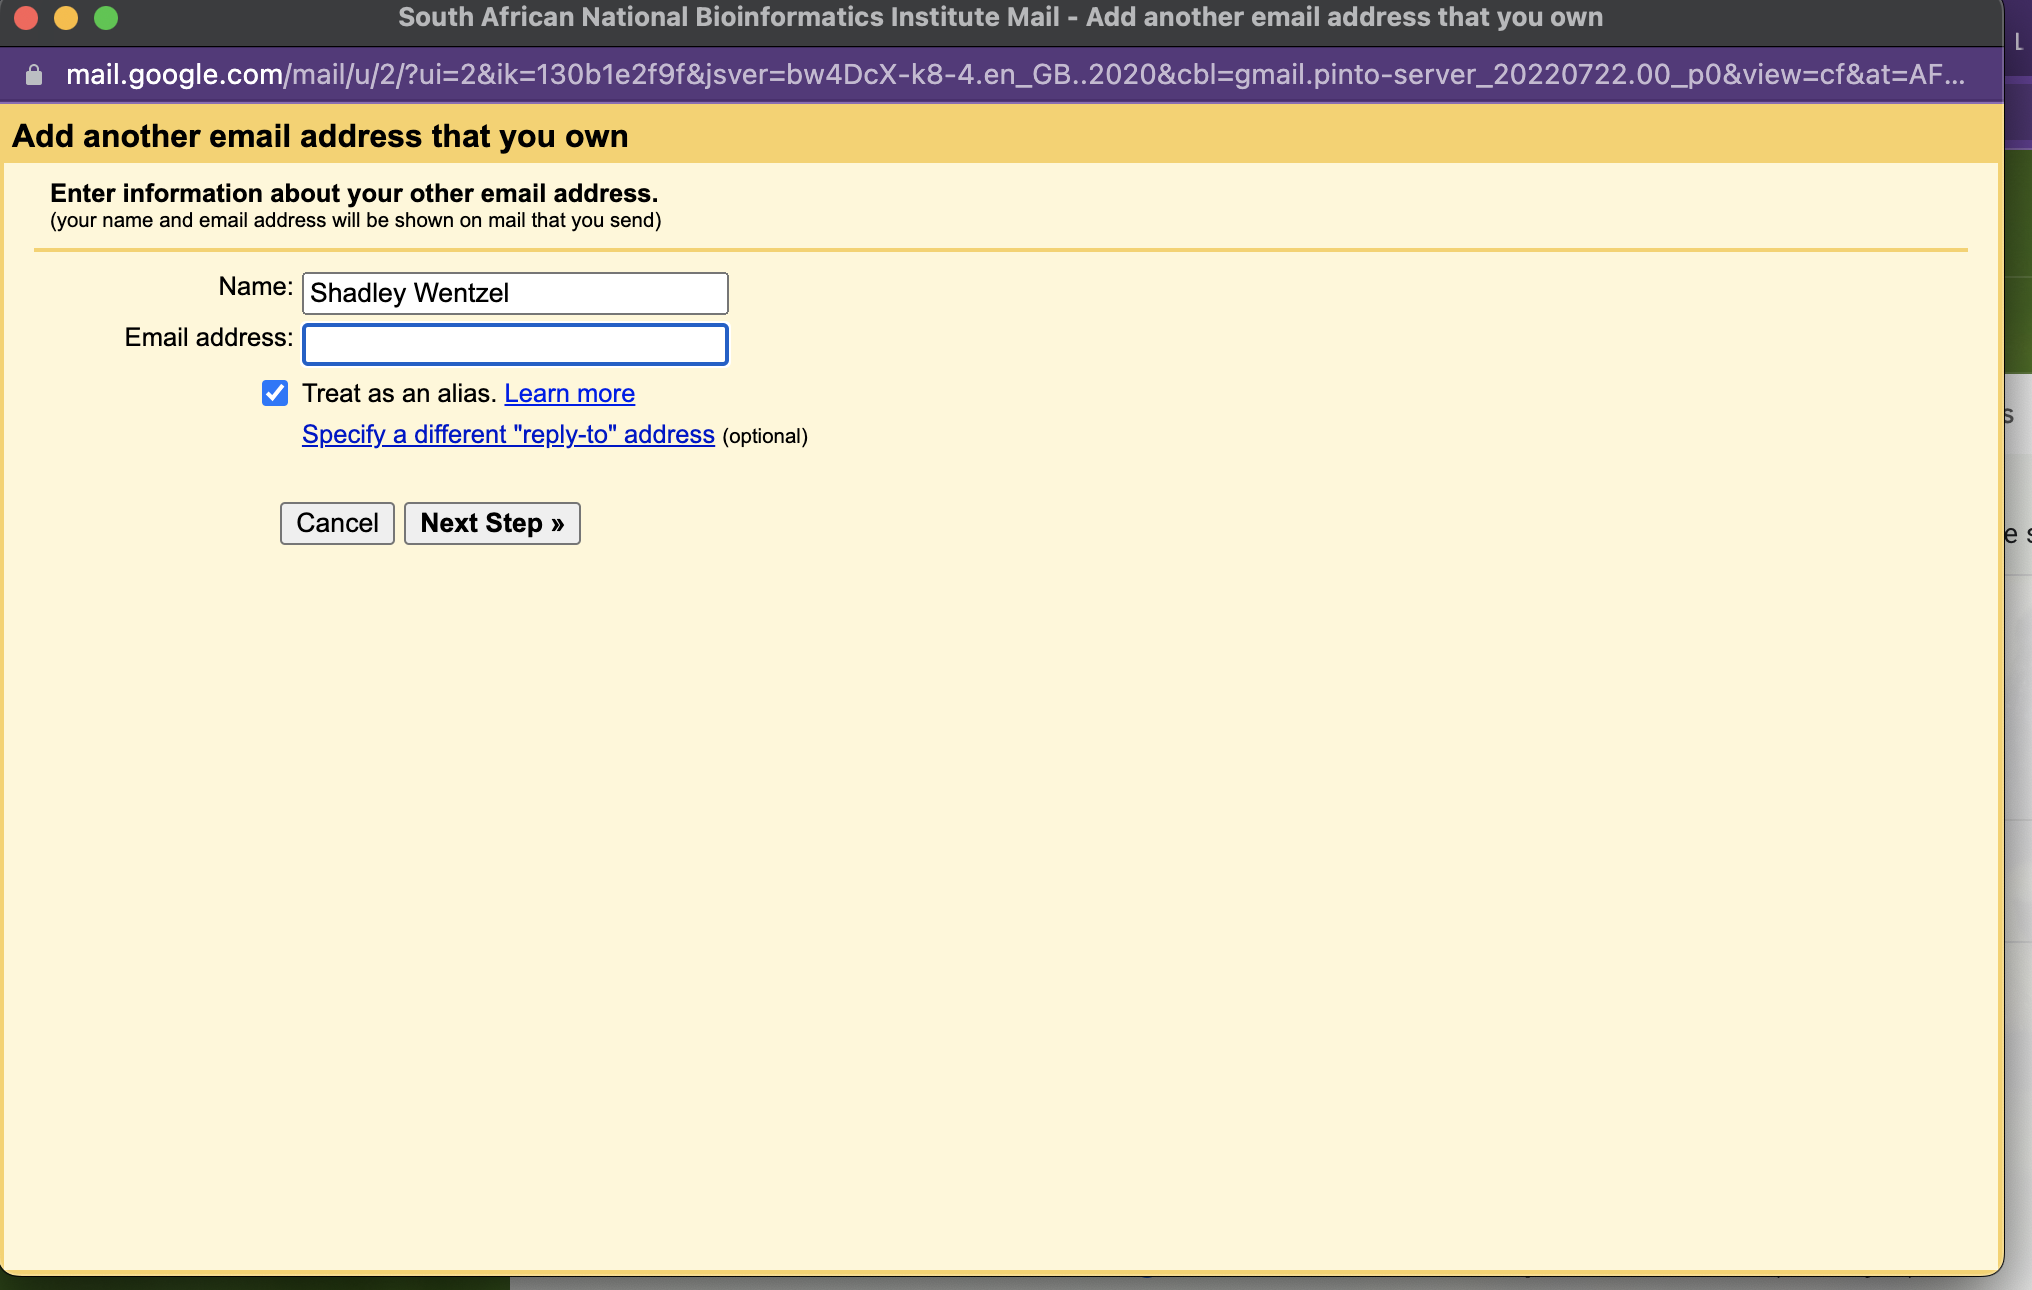 South African National Bioinformatics Institute Mail - Add another email address that you own
mail.google.com/mail/u/2/?ui=2&ik=130b1e2f9f&jsver=bw4DcX-k8-4.en_GB..2020&cbl=gmail.pinto-server_20220722.00_p0&view=cf&at=AF...
Add another email address that you own
Enter information about your other email address.
(your name and email address will be shown on mail that you send)
Name: Shadley Wentzel
Email address:
Treat as an alias. Learn more
Specify a different "reply-to" address (optional)
Cancel Next Step »